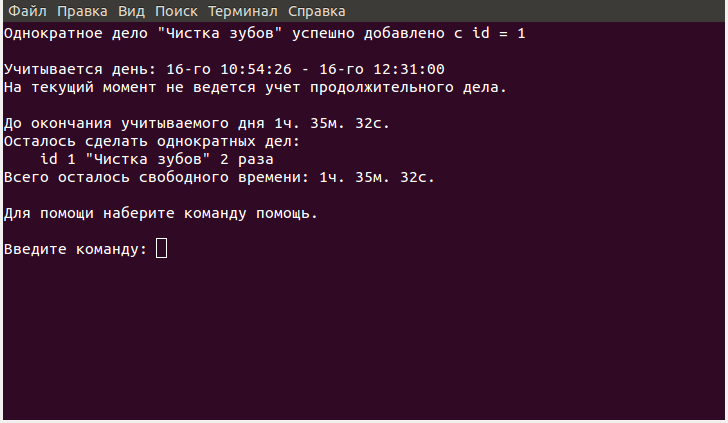 Файл Правка Вид Поиск Терминал Справка
Однократное дело "Чистка зубов" успешно добавлено с id = 1
Учитывается день: 16-го 10:54:26 - 16-го 12:31:00
На текущий момент не ведется учет продолжительного дела.
До окончания учитываемого дня 1ч. 35м. 32с.
Осталось сделать однократных дел:
id 1 "Чистка зубов" 2 раза
Всего осталось свободного времени: 1ч. 35м. 32с.
Для помощи наберите команду помощь.
Введите команду: